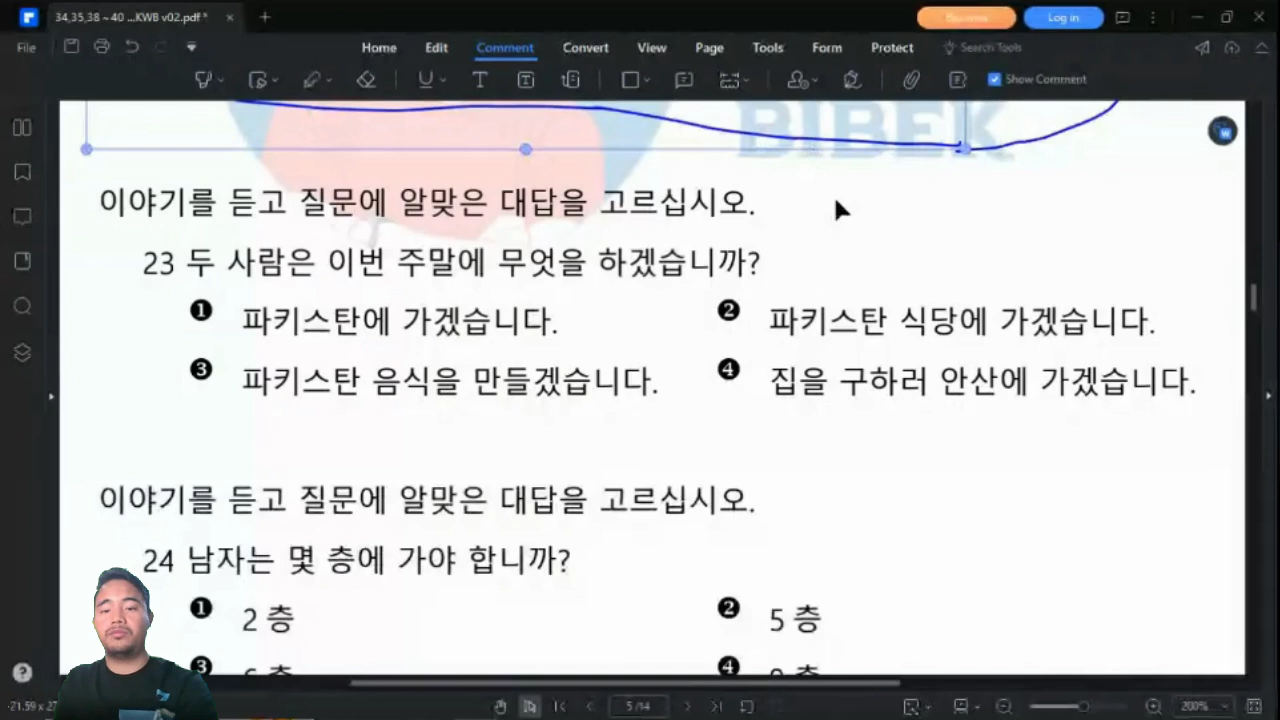 34,35,38 ~ 40 ...KWB v02.pdf *
Log in
File
Home Edit Comment Convert View Page Tools Form Protect Search Tools
Show Comment
BIBEK
이야기를 듣고 질문에 알맞은 대답을 고르십시오.
23 두 사람은 이번 주말에 무엇을 하겠습니까?
❶ 파키스탄에 가겠습니다. ❷ 파키스탄 식당에 가겠습니다.
❸ 파키스탄 음식을 만들겠습니다. ❹ 집을 구하러 안산에 가겠습니다.
이야기를 듣고 질문에 알맞은 대답을 고르십시오.
24 남자는 몇 층에 가야 합니까?
❶ 2 층 ❷ 5 층
❸ ❹
5 /14
200%